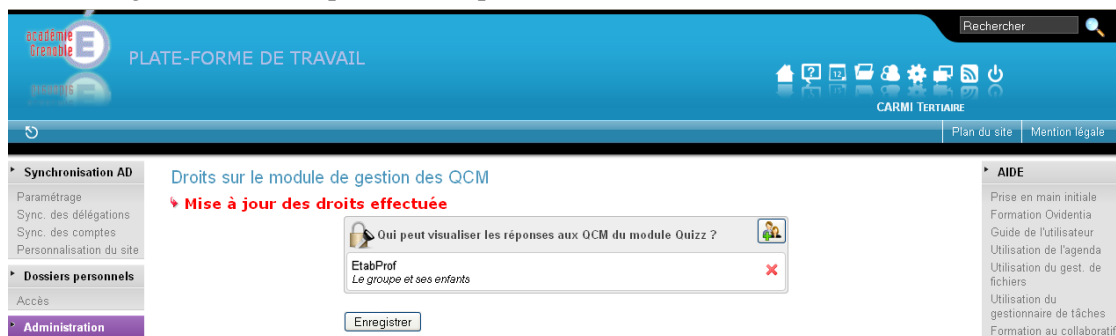 académie
Grenoble
PLATE-FORME DE TRAVAIL
Rechercher
CARMI TERTIAIRE
Plan du site
Mention légale
Synchronisation AD
Paramétrage
Sync. des délégations
Sync. des comptes
Personnalisation du site
Dossiers personnels
Accès
Administration
Droits sur le module de gestion des QCM
Mise à jour des droits effectuée
Qui peut visualiser les réponses aux QCM du module Quizz ?
EtabProf
Le groupe et ses enfants
Enregistrer
AIDE
Prise en main initiale
Formation Ovidentia
Guide de l'utilisateur
Utilisation de l'agenda
Utilisation du gest. de
fichiers
Utilisation du
gestionnaire de tâches
Formation au collaboratif